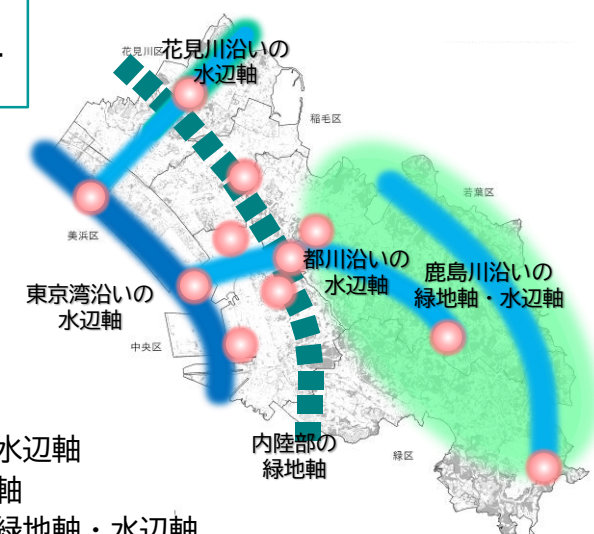 花見川区
花見川沿いの
水辺軸
稲毛区
若葉区
美浜区
都川沿いの
水辺軸
鹿島川沿いの
緑地軸・水辺軸
東京湾沿いの
水辺軸
中央区
内陸部の
緑地軸
緑区
水辺軸
軸
緑地軸・水辺軸